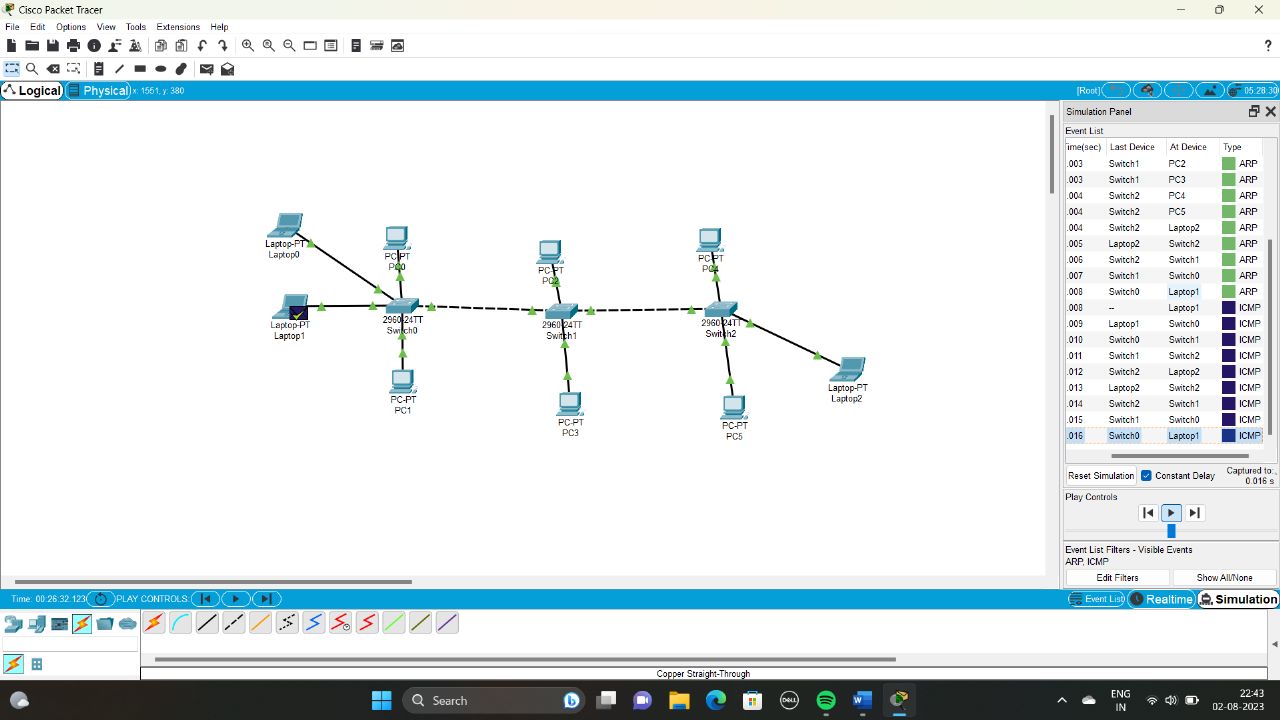 Cisco Packet Tracer
File Edit Options View Tools Extensions Help
?
Logical Physical x: 1551, y: 380 [Root] 05:28:30
Simulation Panel
Event List
ime(sec) Last Device At Device Type
.003 Switch1 PC2 ARP
.003 Switch1 PC3 ARP
.004 Switch2 PC4 ARP
.004 Switch2 PC5 ARP
.004 Switch2 Laptop2 ARP
.005 Laptop2 Switch2 ARP
.006 Switch2 Switch1 ARP
.007 Switch1 Switch0 ARP
.008 Switch0 Laptop1 ARP
.008 -- Laptop1 ICMP
.009 Laptop1 Switch0 ICMP
.010 Switch0 Switch1 ICMP
.011 Switch1 Switch2 ICMP
.012 Switch2 Laptop2 ICMP
.013 Laptop2 Switch2 ICMP
.014 Switch2 Switch1 ICMP
.015 Switch1 Switch0 ICMP
.016 Switch0 Laptop1 ICMP
Reset Simulation Constant Delay Captured to:
0.016 s
Play Controls
Event List Filters - Visible Events
ARP, ICMP
Edit Filters Show All/None
Laptop-PT
Laptop0
PC-PT
PC0
PC-PT
PC2
PC-PT
PC4
Laptop-PT
Laptop1
2960-24TT
Switch0
2960-24TT
Switch1
2960-24TT
Switch2
Laptop-PT
Laptop2
PC-PT
PC1
PC-PT
PC3
PC-PT
PC5
Time: 00:26:32.123 PLAY CONTROLS: Event List Realtime Simulation
Copper Straight-Through
Search
DELL
ENG
IN
22:43
02-08-2023